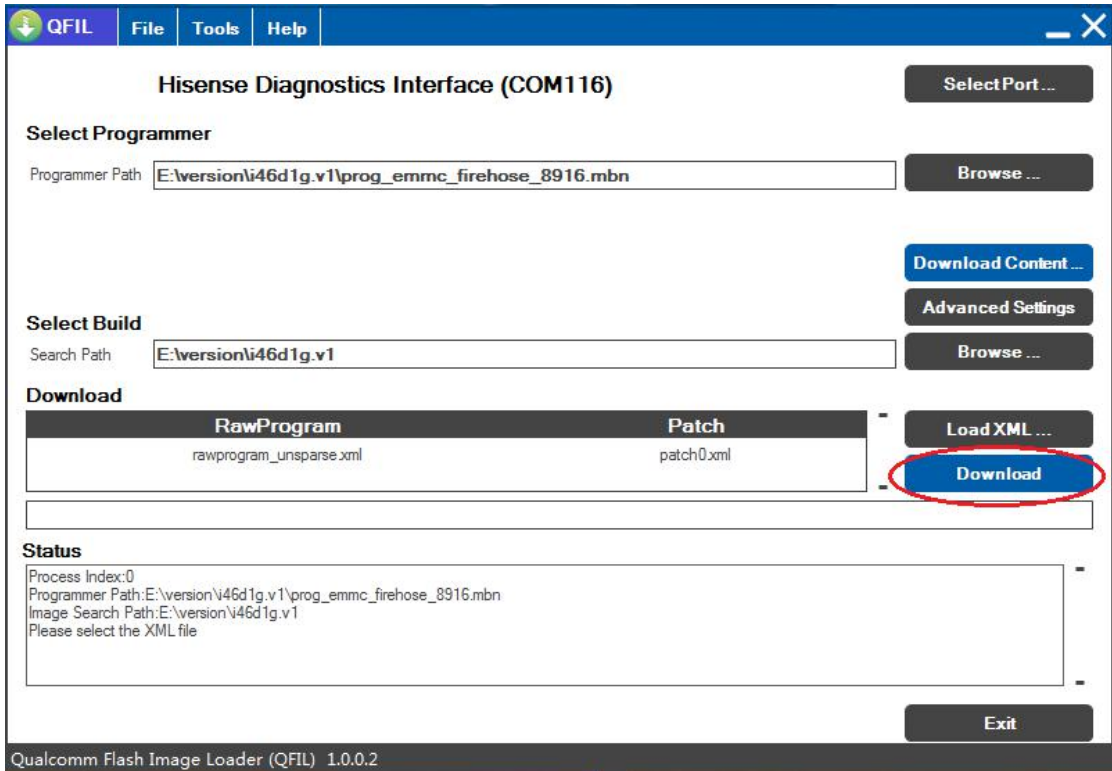 QFIL File Tools Help
Hisense Diagnostics Interface (COM116)
Select Port ...
Select Programmer
Programmer Path E:\version\i46d1g.v1\prog_emmc_firehose_8916.mbn Browse ...
Download Content ...
Advanced Settings
Select Build
Search Path E:\version\i46d1g.v1 Browse ...
Download
RawProgram Patch
Load XML ...
rawprogram_unsparse.xml patch0.xml
Download
Status
Process Index:0
Programmer Path:E:\version\i46d1g.v1\prog_emmc_firehose_8916.mbn
Image Search Path:E:\version\i46d1g.v1
Please select the XML file
Exit
Qualcomm Flash Image Loader (QFIL) 1.0.0.2